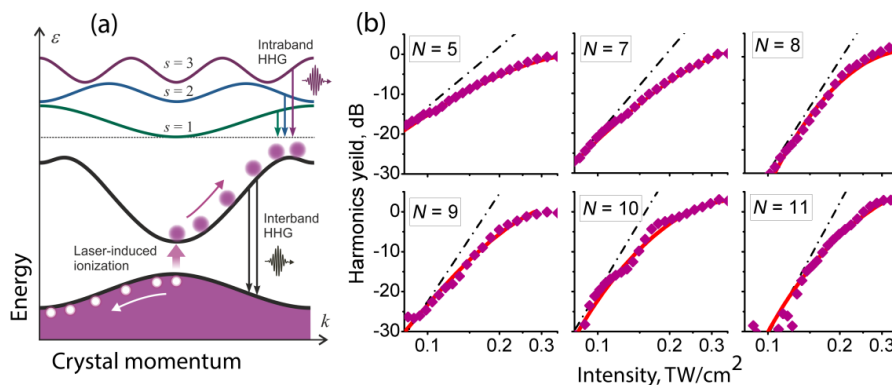 (a)
ε
s = 3
s = 2
s = 1
Intraband
HHG
Laser-induced
ionization
Interband
HHG
k
Energy
Crystal momentum
(b)
Harmonics yeild, dB
0
-10
-20
-30
N = 5
N = 7
N = 8
0
-10
-20
-30
N = 9
N = 10
N = 11
0.1
0.2
0.3
0.1
0.2
0.3
0.1
0.2
0.3
Intensity, TW/cm²